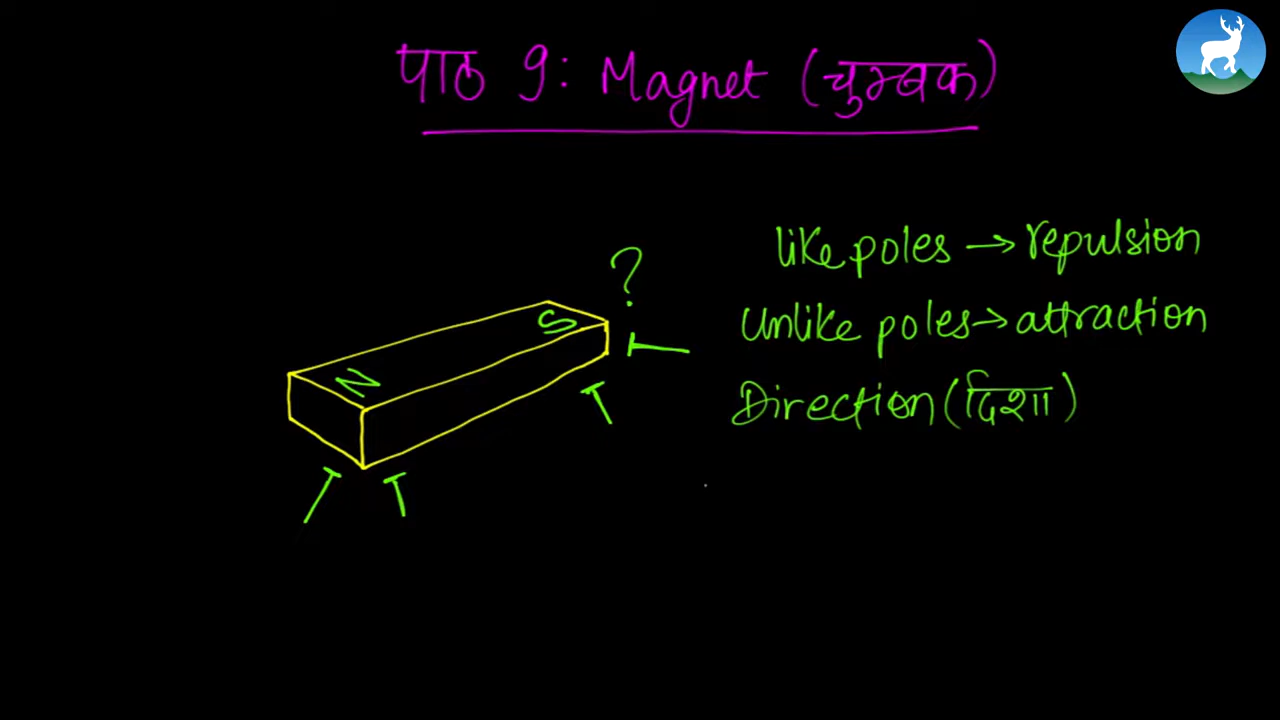 पाठ 9: Magnet (चुम्बक)
?
like poles → repulsion
S
Unlike poles → attraction
N
Direction (दिशा)